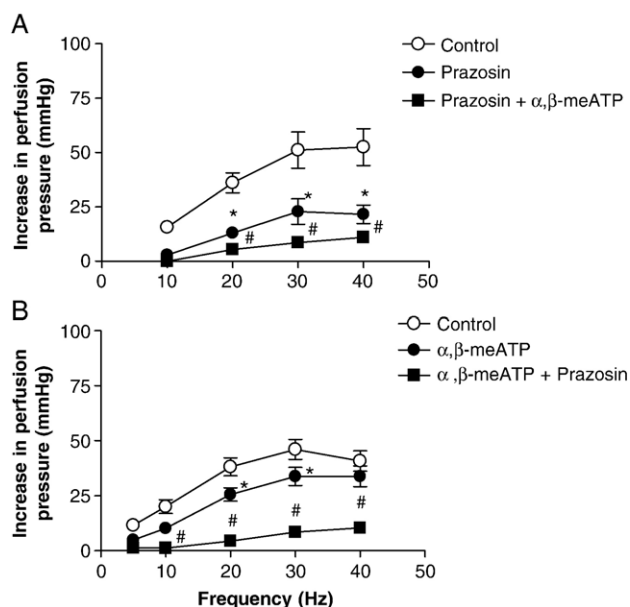 A
Increase in perfusion
pressure (mmHg)
100
75
50
25
0
Control
Prazosin
Prazosin + α,β-meATP
*
*
*
#
#
#
0
10
20
30
40
50
B
Increase in perfusion
pressure (mmHg)
100
75
50
25
0
Control
α,β-meATP
α ,β-meATP + Prazosin
*
*
#
#
#
#
0
10
20
30
40
50
Frequency (Hz)